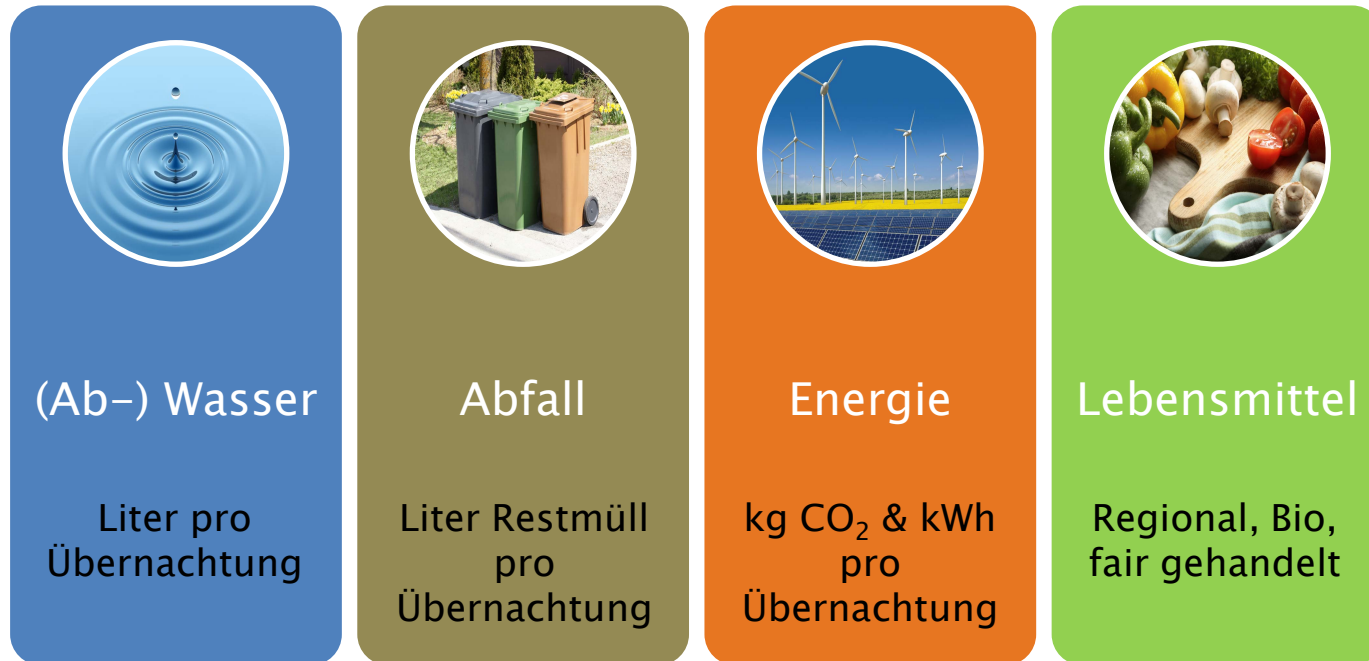 (Ab-) Wasser
Liter pro
Übernachtung
Abfall
Liter Restmüll
pro
Übernachtung
Energie
kg CO₂ & kWh
pro
Übernachtung
Lebensmittel
Regional, Bio,
fair gehandelt